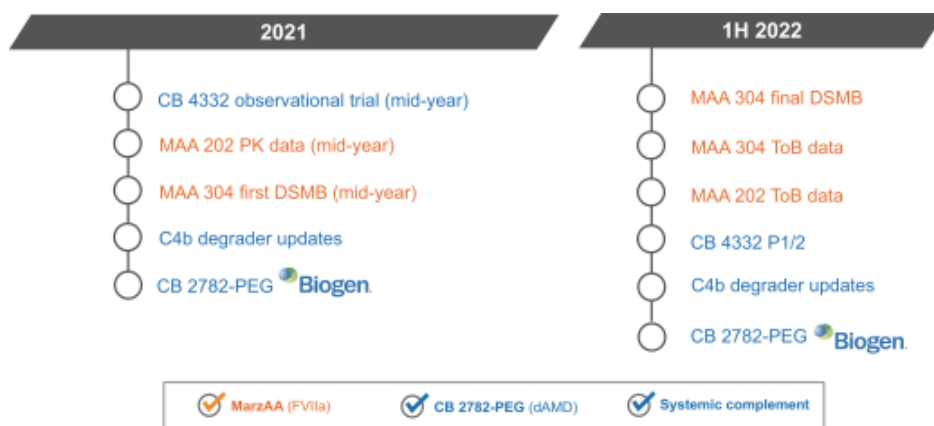 2021
CB 4332 observational trial (mid-year)
MAA 202 PK data (mid-year)
MAA 304 first DSMB (mid-year)
C4b degrader updates
CB 2782-PEG Biogen.
1H 2022
MAA 304 final DSMB
MAA 304 ToB data
MAA 202 ToB data
CB 4332 P1/2
C4b degrader updates
CB 2782-PEG Biogen.
MarzAA (FVIIa) CB 2782-PEG (dAMD) Systemic complement